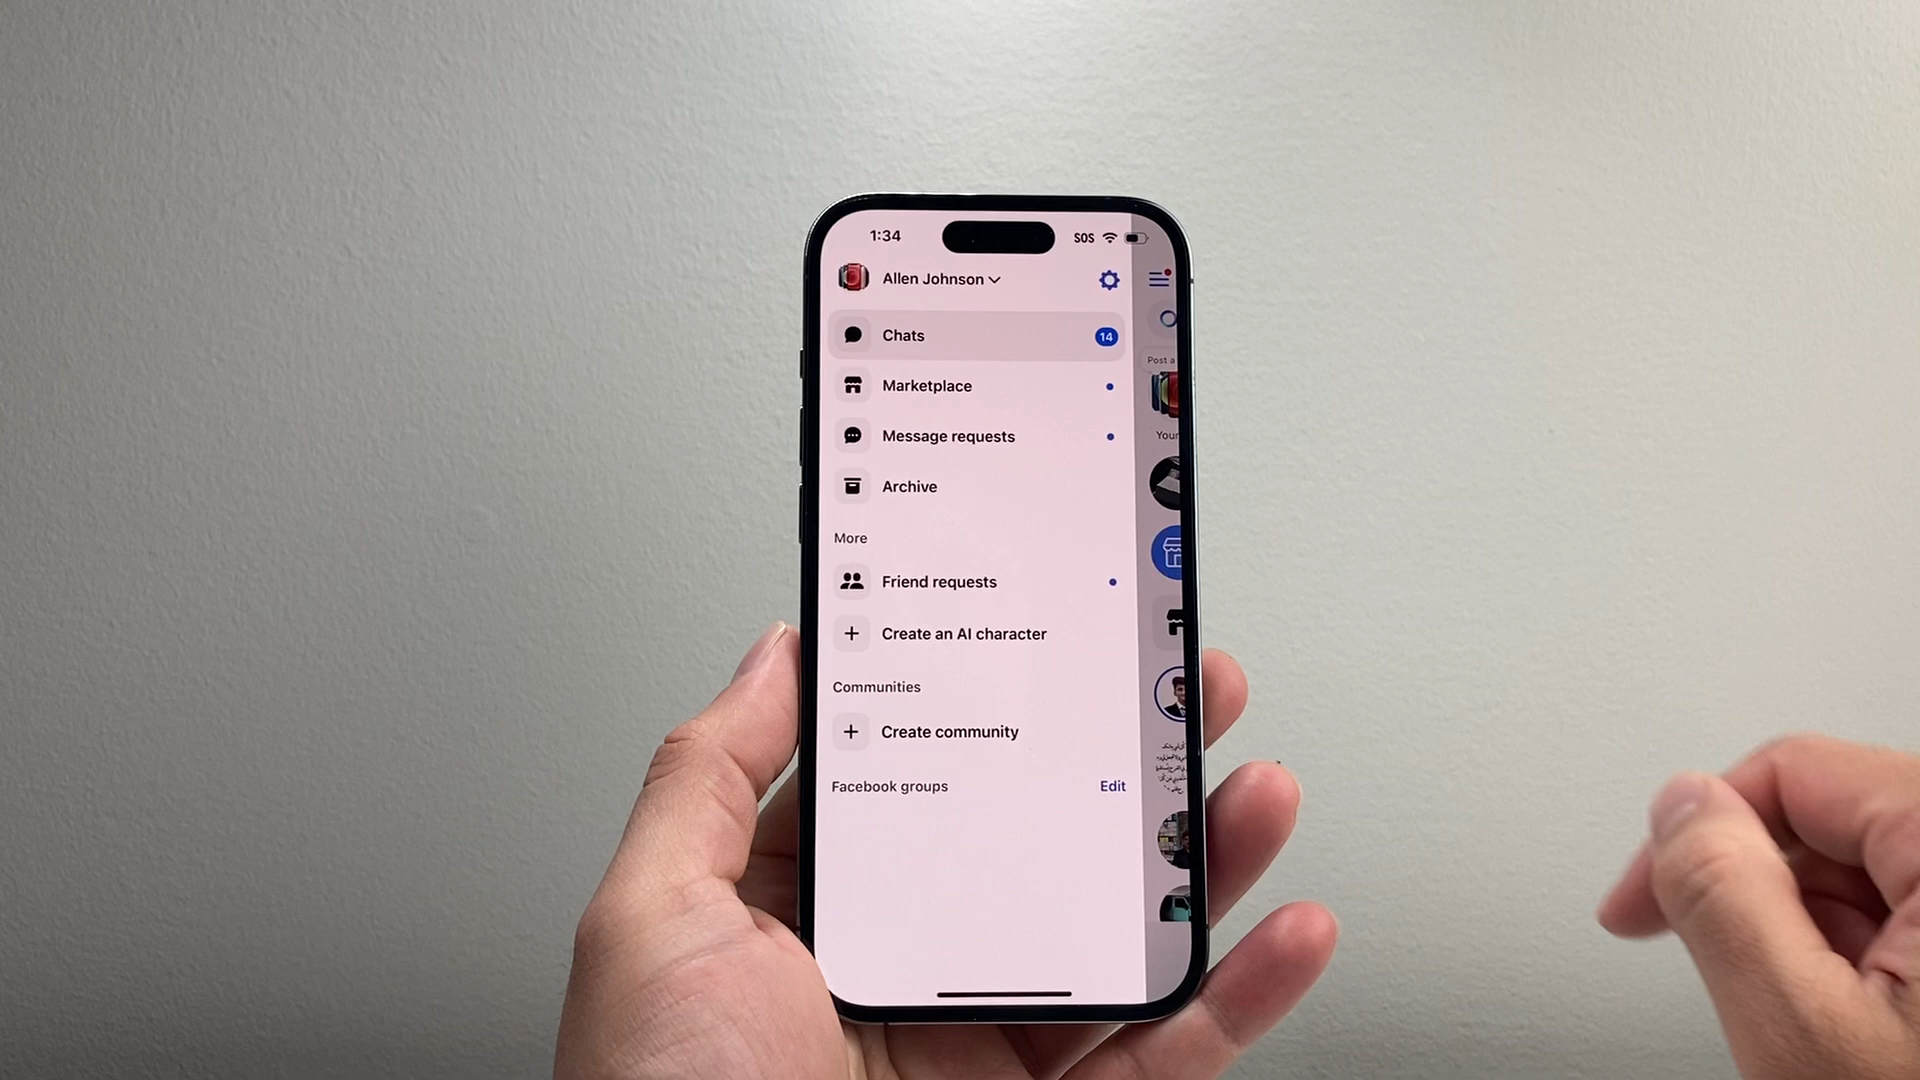 1:34
SOS
Allen Johnson
Chats
14
Marketplace
Message requests
Archive
More
Friend requests
Create an AI character
Communities
Create community
Facebook groups
Edit
Post a
Your